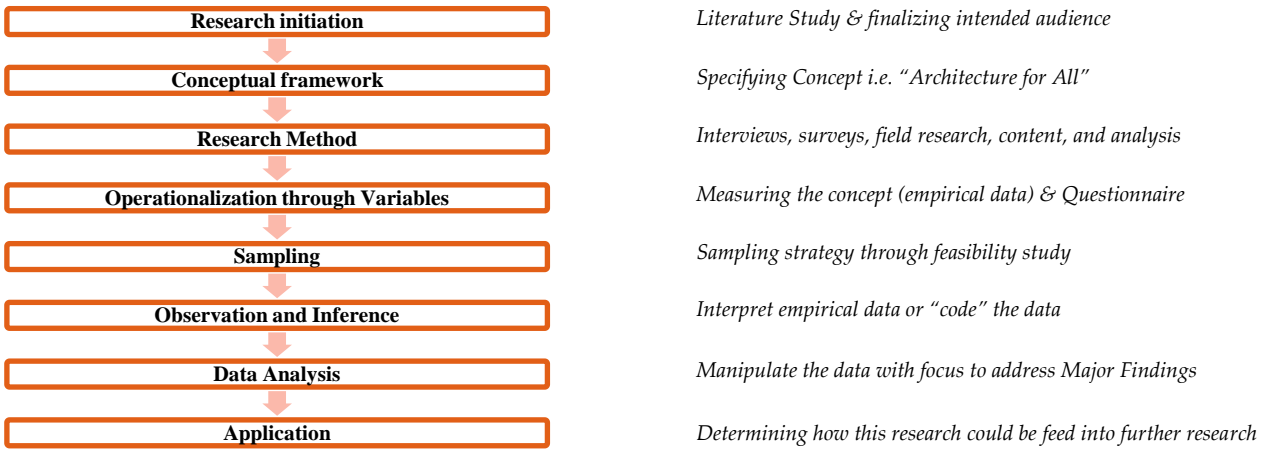 Research initiation
Literature Study & finalizing intended audience
Conceptual framework
Specifying Concept i.e. “Architecture for All”
Research Method
Interviews, surveys, field research, content, and analysis
Operationalization through Variables
Measuring the concept (empirical data) & Questionnaire
Sampling
Sampling strategy through feasibility study
Observation and Inference
Interpret empirical data or “code” the data
Data Analysis
Manipulate the data with focus to address Major Findings
Application
Determining how this research could be feed into further research